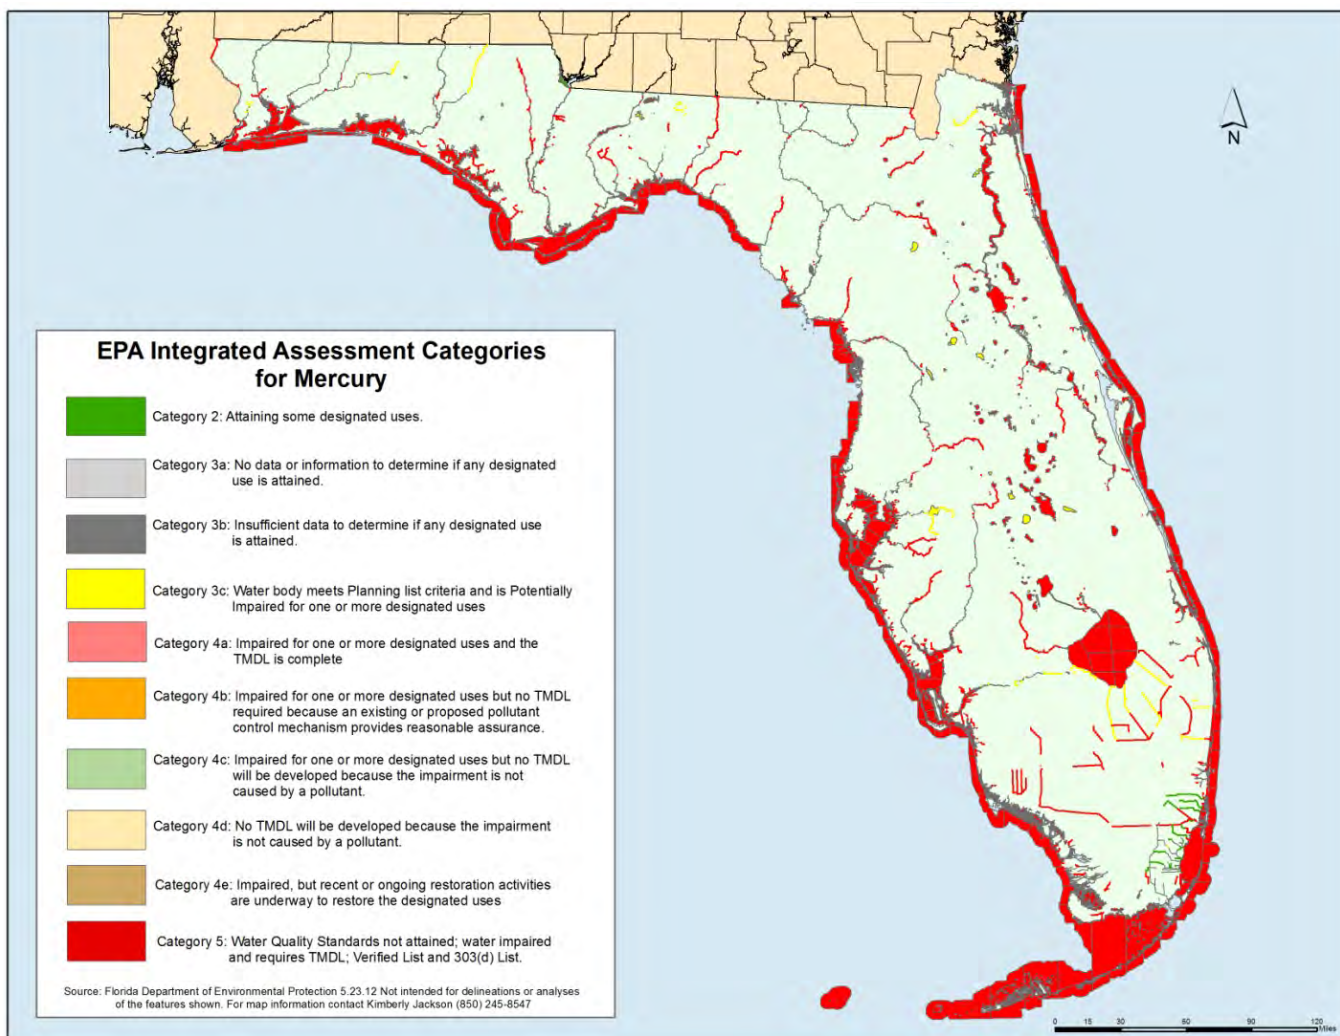 N
EPA Integrated Assessment Categories
for Mercury
Category 2: Attaining some designated uses.
Category 3a: No data or information to determine if any designated
use is attained.
Category 3b: Insufficient data to determine if any designated use
is attained.
Category 3c: Water body meets Planning list criteria and is Potentially
Impaired for one or more designated uses
Category 4a: Impaired for one or more designated uses and the
TMDL is complete
Category 4b: Impaired for one or more designated uses but no TMDL
required because an existing or proposed pollutant
control mechanism provides reasonable assurance.
Category 4c: Impaired for one or more designated uses but no TMDL
will be developed because the impairment is not
caused by a pollutant.
Category 4d: No TMDL will be developed because the impairment
is not caused by a pollutant.
Category 4e: Impaired, but recent or ongoing restoration activities
are underway to restore the designated uses
Category 5: Water Quality Standards not attained; water impaired
and requires TMDL; Verified List and 303(d) List.
Source: Florida Department of Environmental Protection 5.23.12 Not intended for delineations or analyses
of the features shown. For map information contact Kimberly Jackson (850) 245-8547
0 15 30 60 90 120
Miles